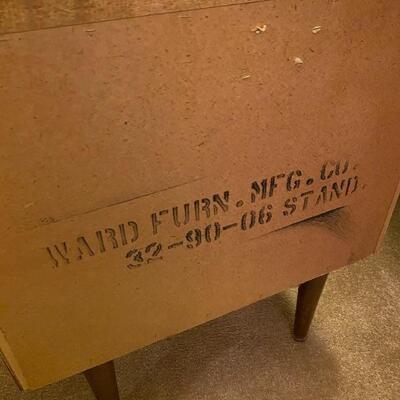 WARD FURN. MFG. CO.
32-90-06 STAND.